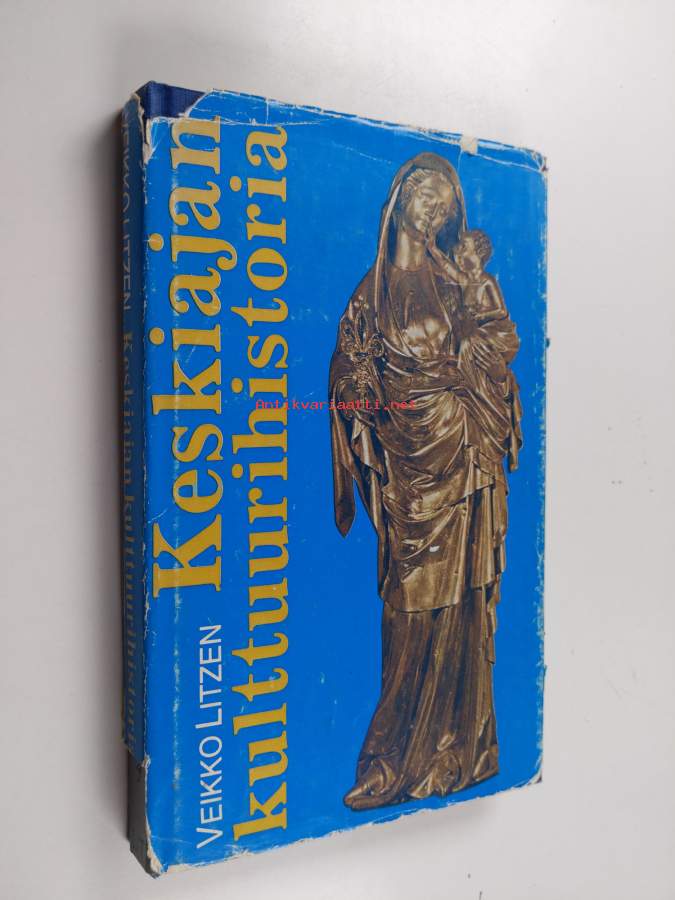 VEIKKO LITZEN
Keskiajan
kulttuurihistoria
VEIKKO LITZEN Keskiajan kulttuurihistoria
Antikvariaatti.net